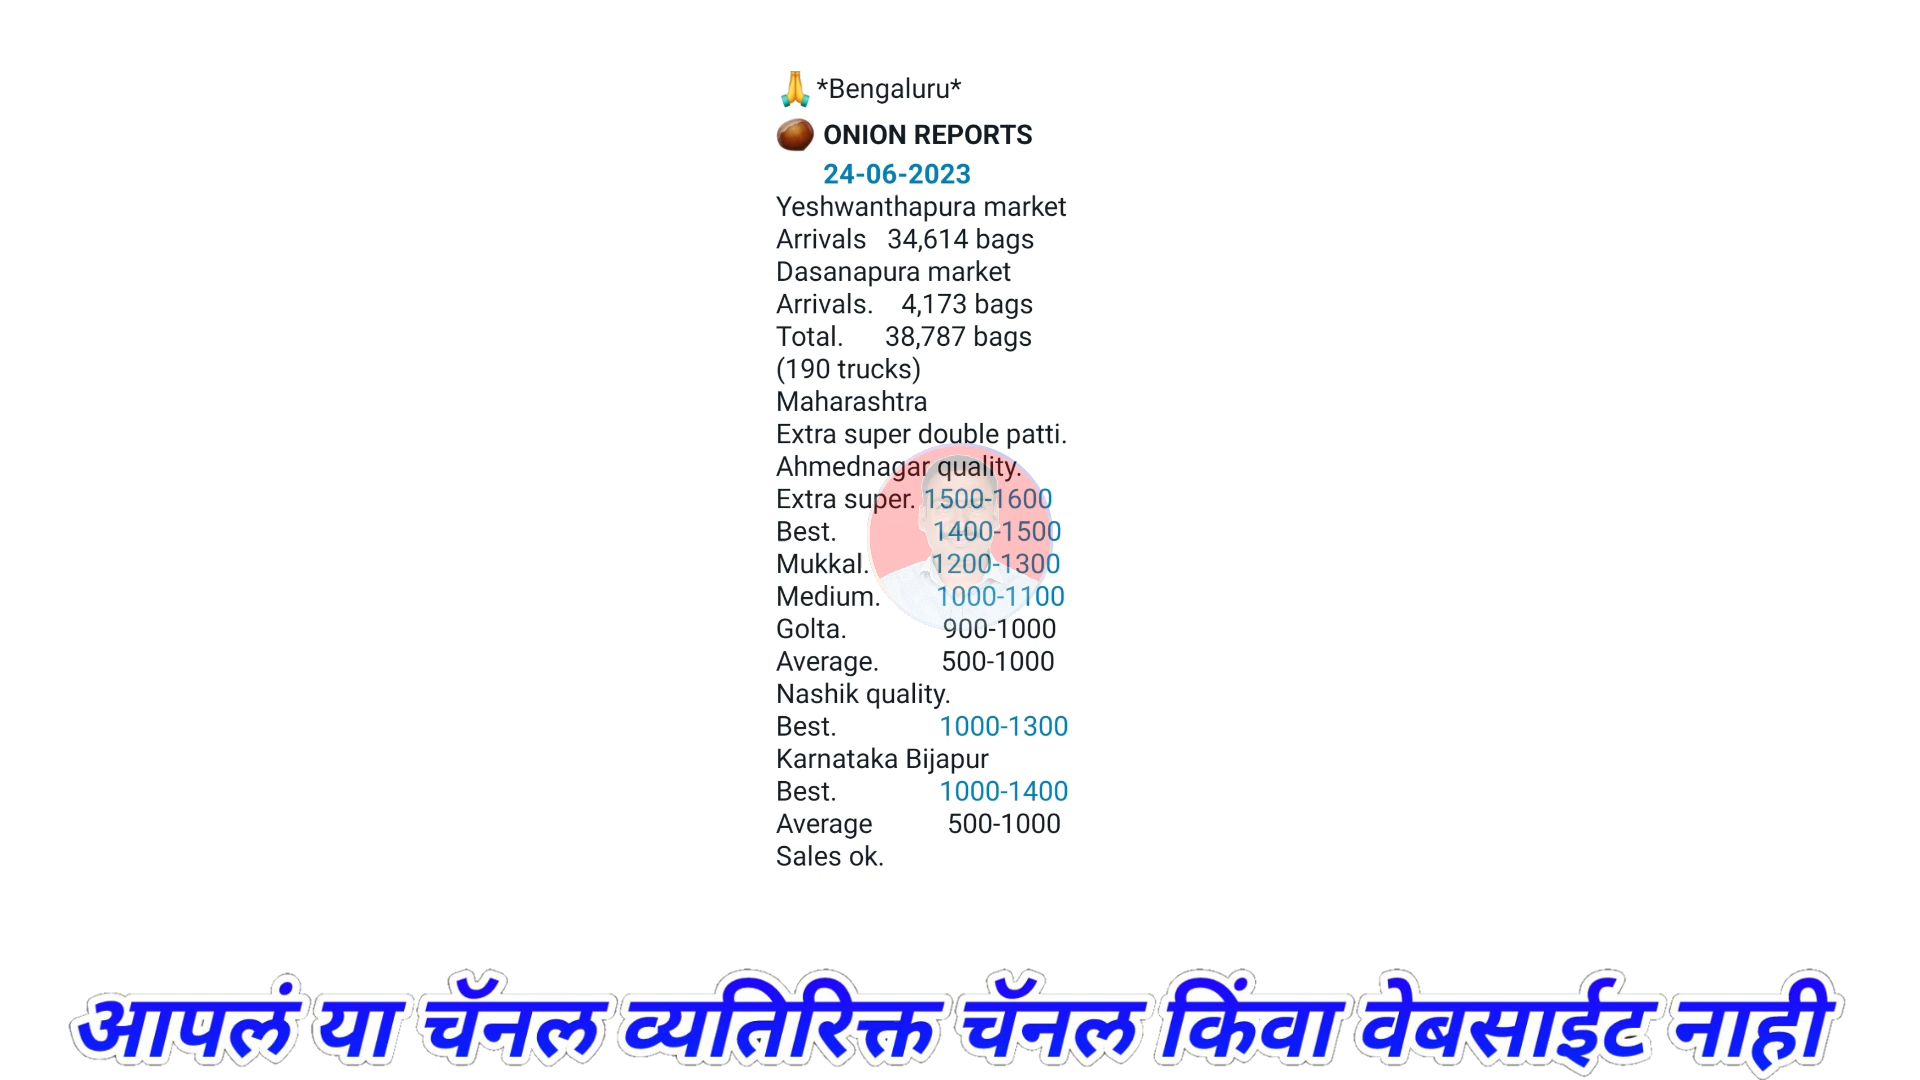 🙏*Bengaluru*
🌰 ONION REPORTS
24-06-2023
Yeshwanthapura market
Arrivals 34,614 bags
Dasanapura market
Arrivals. 4,173 bags
Total. 38,787 bags
(190 trucks)
Maharashtra
Extra super double patti.
Ahmednagar quality.
Extra super. 1500-1600
Best. 1400-1500
Mukkal. 1200-1300
Medium. 1000-1100
Golta. 900-1000
Average. 500-1000
Nashik quality.
Best. 1000-1300
Karnataka Bijapur
Best. 1000-1400
Average 500-1000
Sales ok.
आपलं या चॅनल व्यतिरिक्त चॅनल किंवा वेबसाईट नाही